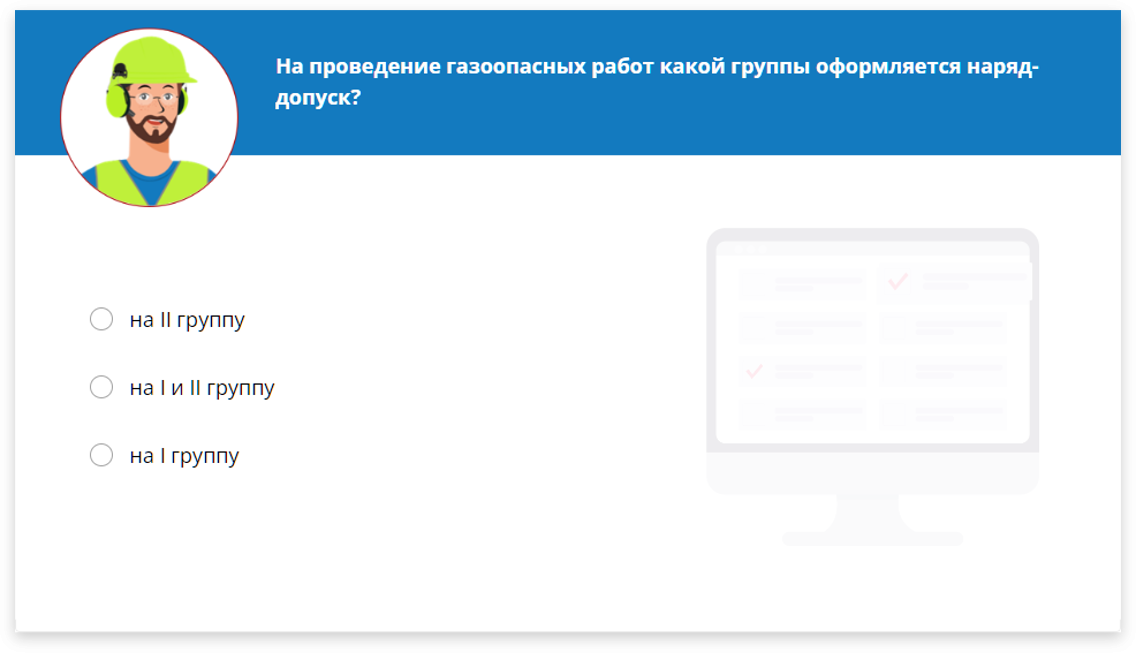 На проведение газоопасных работ какой группы оформляется наряд-
допуск?
на II группу
на I и II группу
на I группу